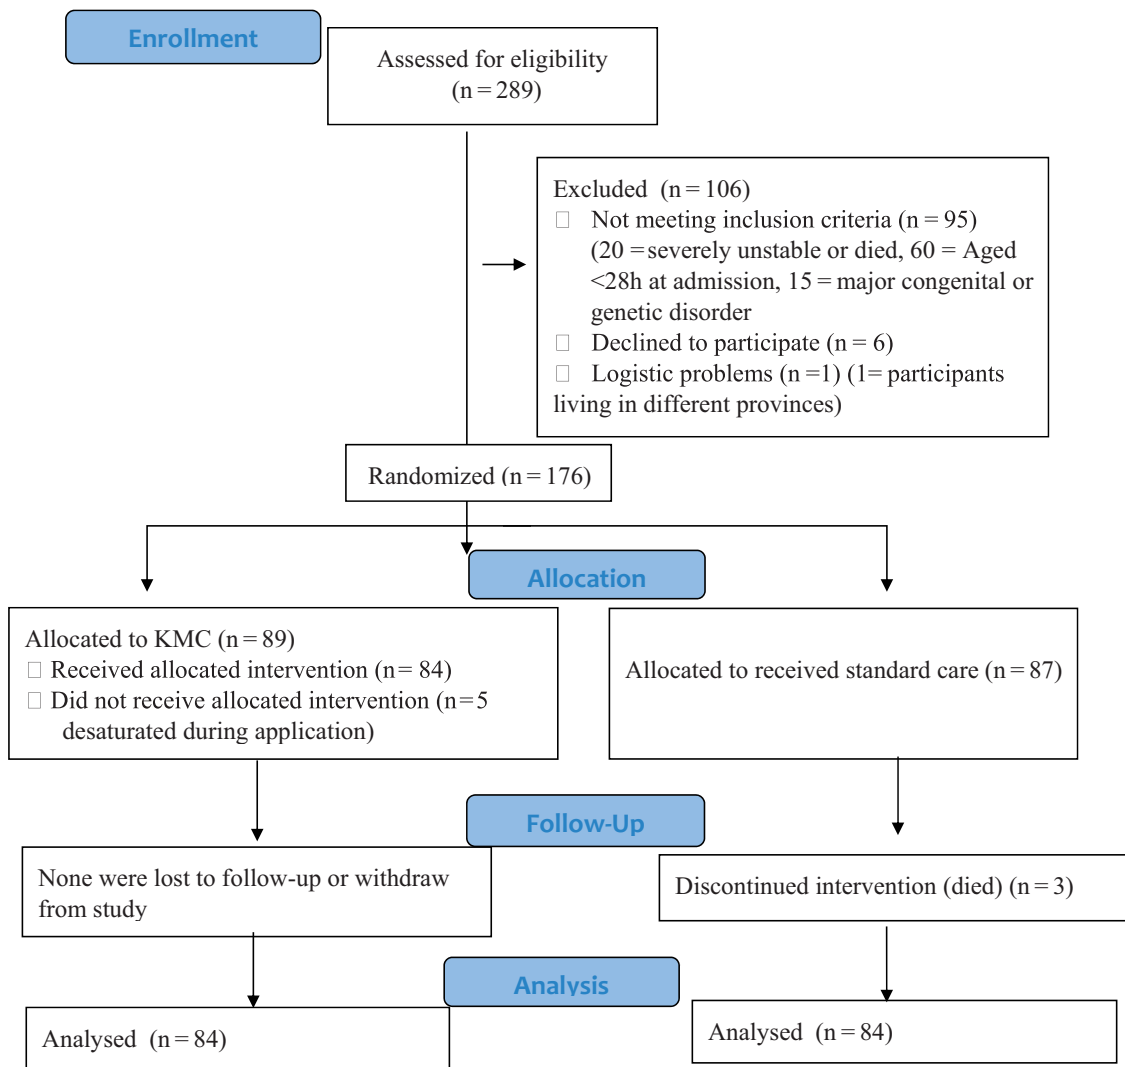 Enrollment
Assessed for eligibility
(n = 289)
Excluded (n = 106)
Not meeting inclusion criteria (n = 95)
(20 = severely unstable or died, 60 = Aged
<28h at admission, 15 = major congenital or
genetic disorder
Declined to participate (n = 6)
Logistic problems (n =1) (1= participants
living in different provinces)
Randomized (n = 176)
Allocation
Allocated to KMC (n = 89)
Received allocated intervention (n = 84)
Did not receive allocated intervention (n=5
desaturated during application)
Allocated to received standard care (n = 87)
Follow-Up
None were lost to follow-up or withdraw
from study
Discontinued intervention (died) (n = 3)
Analysis
Analysed (n = 84)
Analysed (n = 84)